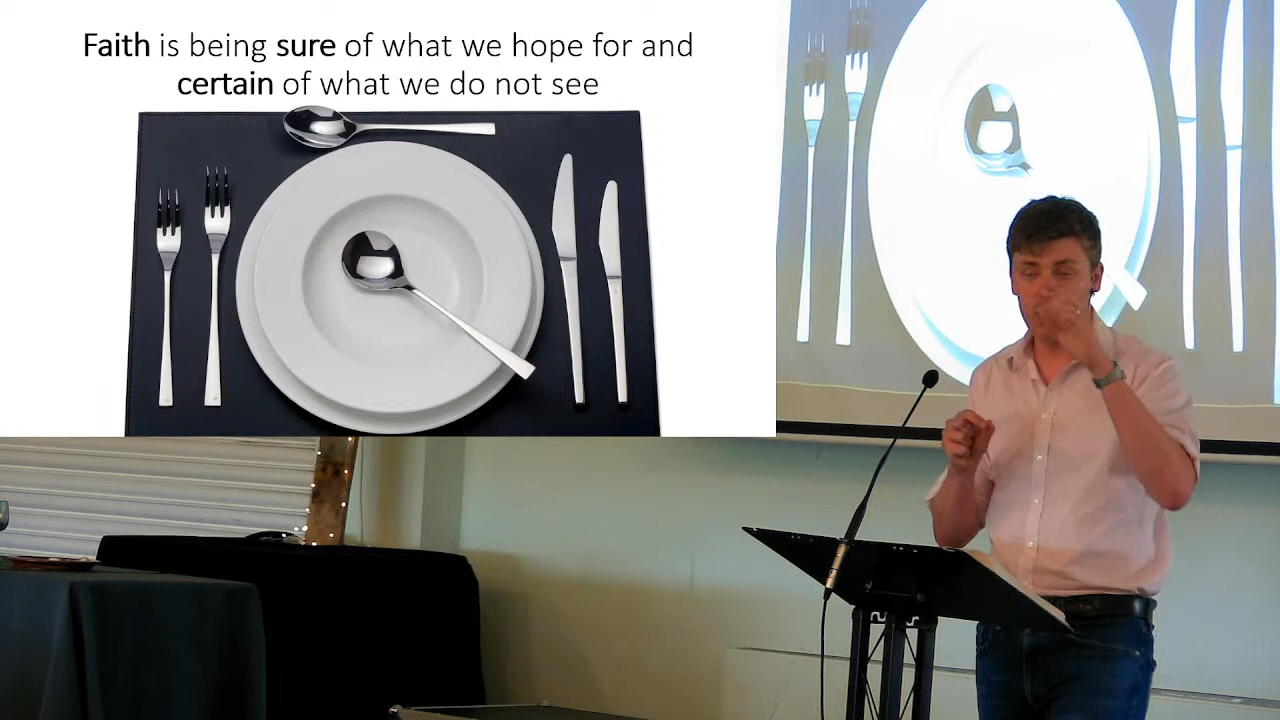 Faith is being sure of what we hope for and
certain of what we do not see